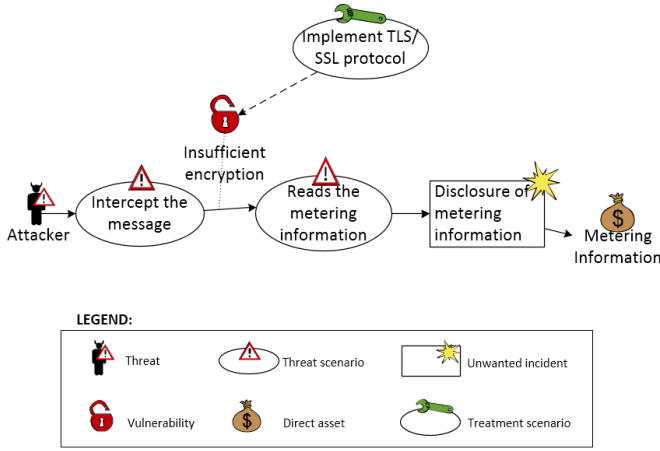 Implement TLS/
SSL protocol
Insufficient
encryption
Attacker
Intercept the
message
Reads the
metering
information
Disclosure of
metering
information
$
Metering
Information
LEGEND:
Threat
Threat scenario
Unwanted incident
Vulnerability
$
Direct asset
Treatment scenario